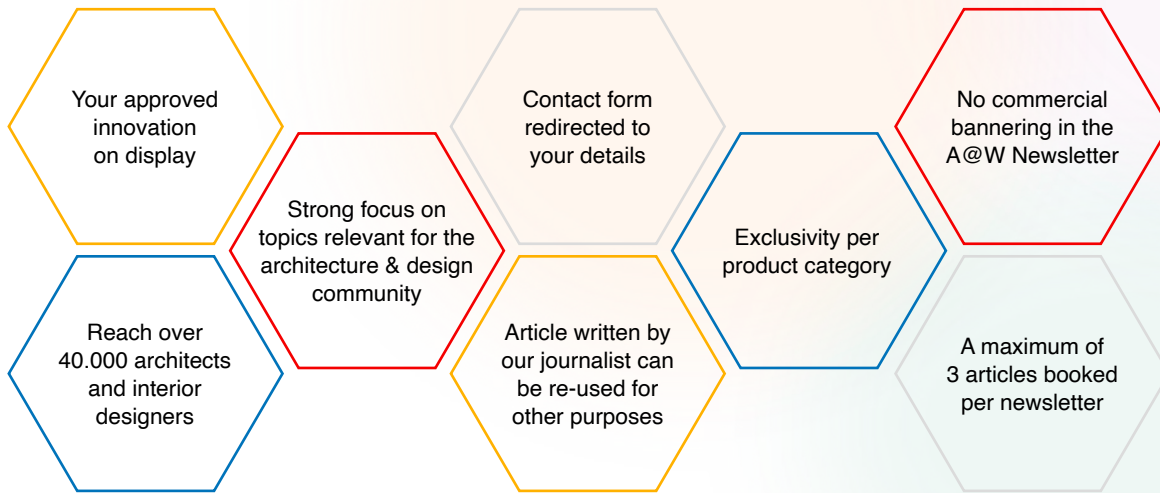 Your approved
innovation
on display
Reach over
40.000 architects
and interior
designers
Strong focus on
topics relevant for the
architecture & design
community
Contact form
redirected to
your details
Article written by
our journalist can
be re-used for
other purposes
Exclusivity per
product category
No commercial
bannering in the
A@W Newsletter
A maximum of
3 articles booked
per newsletter